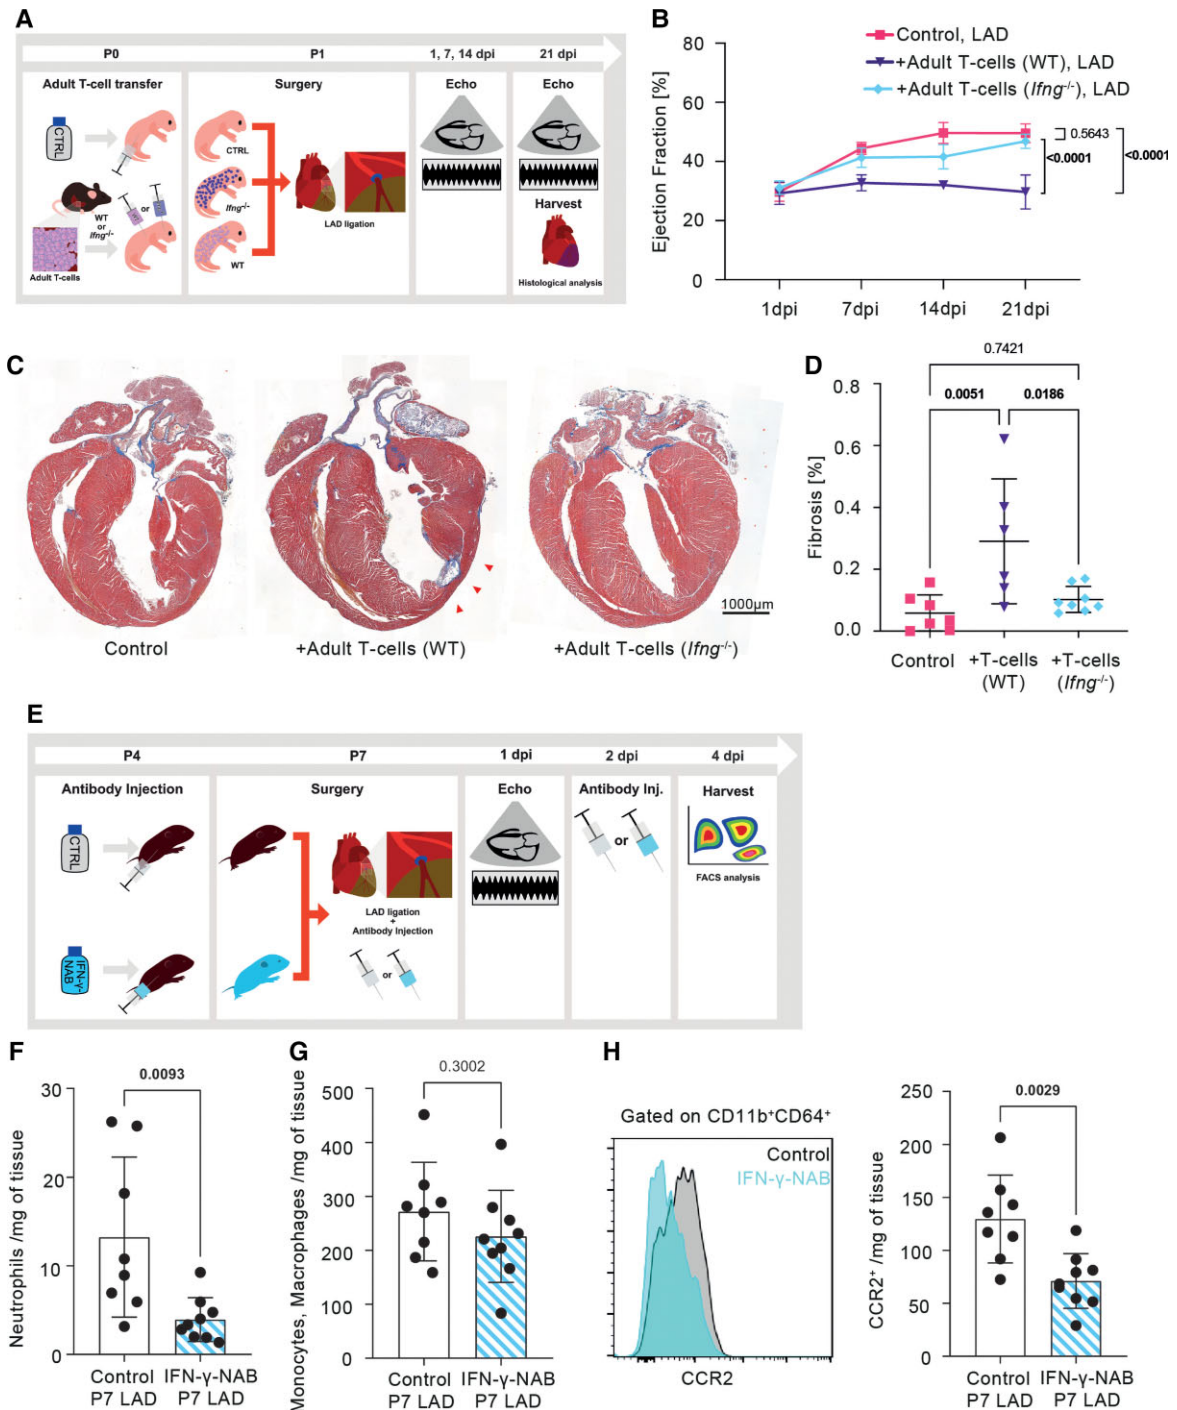 A
P0
P1
1, 7, 14 dpi
21 dpi
Adult T-cell transfer
Surgery
Echo
Echo
CTRL
CTRL
or
WT
or
Ifng-/-
Ifng-/-
LAD ligation
WT
Adult T-cells
Harvest
Histological analysis
B
Control, LAD
+Adult T-cells (WT), LAD
+Adult T-cells (Ifng-/-), LAD
Ejection Fraction [%]
80
60
40
20
0
0.5643
<0.0001
<0.0001
1dpi
7dpi
14dpi
21dpi
C
1000µm
Control
+Adult T-cells (WT)
+Adult T-cells (Ifng-/-)
D
0.7421
0.0051
0.0186
Fibrosis [%]
0.8
0.6
0.4
0.2
0.0
Control
+T-cells
(WT)
+T-cells
(Ifng-/-)
E
P4
P7
1 dpi
2 dpi
4 dpi
Antibody Injection
Surgery
Echo
Antibody Inj.
Harvest
CTRL
or
FACS analysis
LAD ligation
+
Antibody Injection
IFN-γ-
NAB
or
F
0.0093
Neutrophils /mg of tissue
30
20
10
0
Control
P7 LAD
IFN-γ-NAB
P7 LAD
G
0.3002
Monocytes, Macrophages /mg of tissue
500
400
300
200
100
0
Control
P7 LAD
IFN-γ-NAB
P7 LAD
H
Gated on CD11b+CD64+
Control
IFN-γ-NAB
CCR2
0.0029
CCR2+ /mg of tissue
250
200
150
100
50
0
Control
P7 LAD
IFN-γ-NAB
P7 LAD